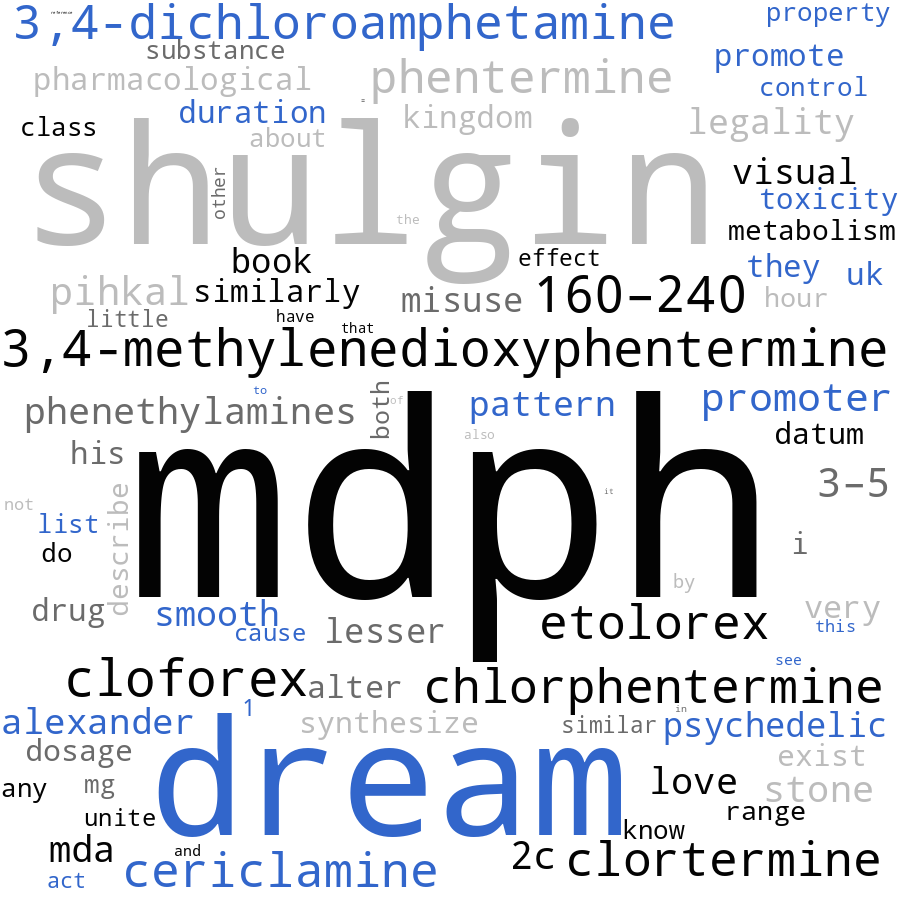 reference
3,4-dichloroamphetamine
property
substance
promote
pharmacological
phentermine
control
duration
kingdom
legality
class
about
shulgin
visual
other
toxicity
the
metabolism
book
effect
they
uk
pihkal
similarly
misuse
160–240
hour
little
have
that
3,4-methylenedioxyphentermine
to
both
of
phenethylamines
pattern
promoter
also
datum
his
mdph
3–5
it
not
describe
list
do
i
by
drug
smooth
cause
lesser
etolorex
very
this
cloforex
alter
chlorphentermine
see
alexander
1
synthesize
in
similar
psychedelic
dosage
dream
exist
any
mg
love
stone
unite
range
know
mda
and
2c
clortermine
act
cericlamine